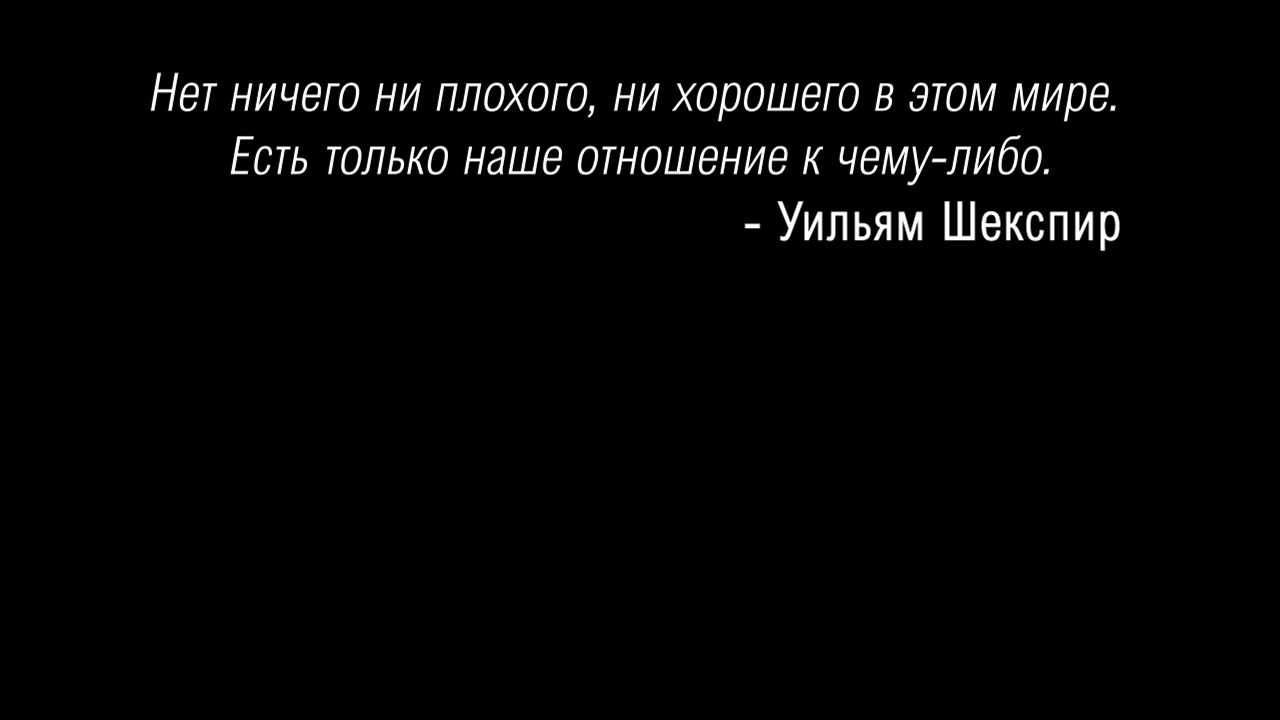 Нет ничего ни плохого, ни хорошего в этом мире.
Есть только наше отношение к чему-либо.
- Уильям Шекспир